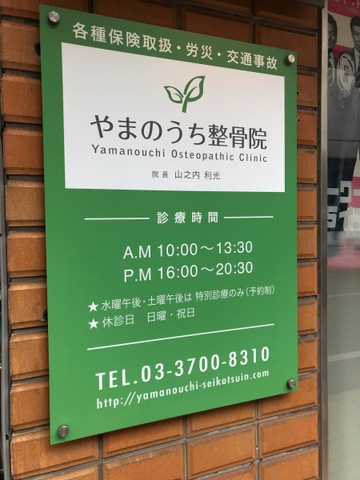 各種保険取扱・労災・交通事故
やまのうち整骨院
Yamanouchi Osteopathic Clinic
院長 山之内 利光
診療時間
A.M 10:00～13:30
P.M 16:00～20:30
★水曜午後・土曜午後は 特別診療のみ(予約制)
★休診日 日曜・祝日
TEL.03-3700-8310
http://yamanouchi-seikotsuin.com